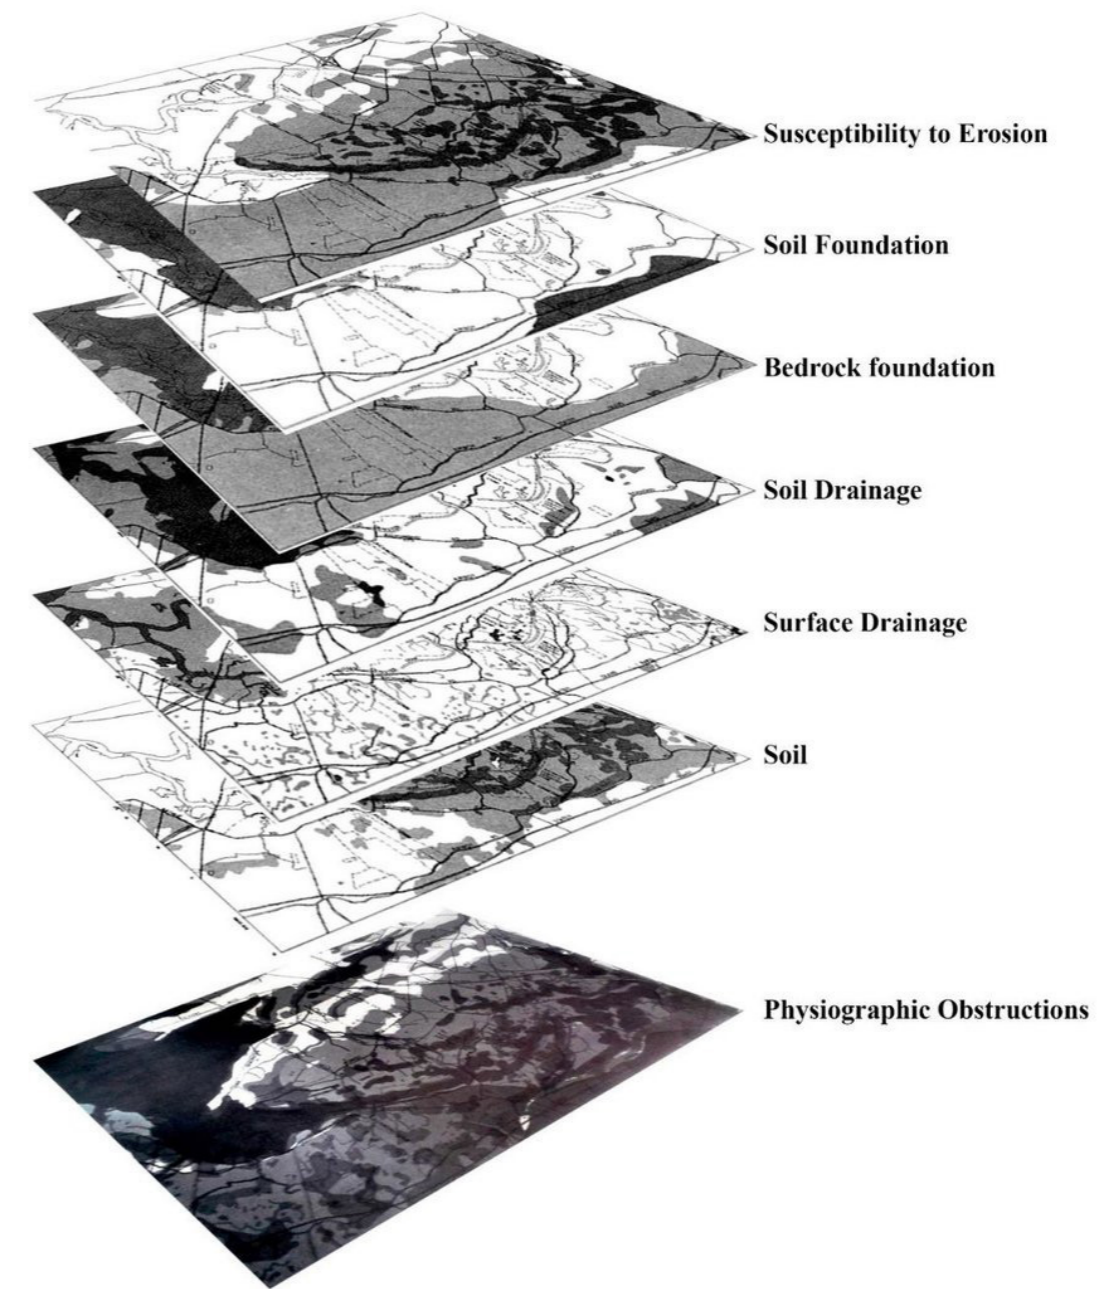 Susceptibility to Erosion
Soil Foundation
Bedrock foundation
Soil Drainage
Surface Drainage
Soil
Physiographic Obstructions